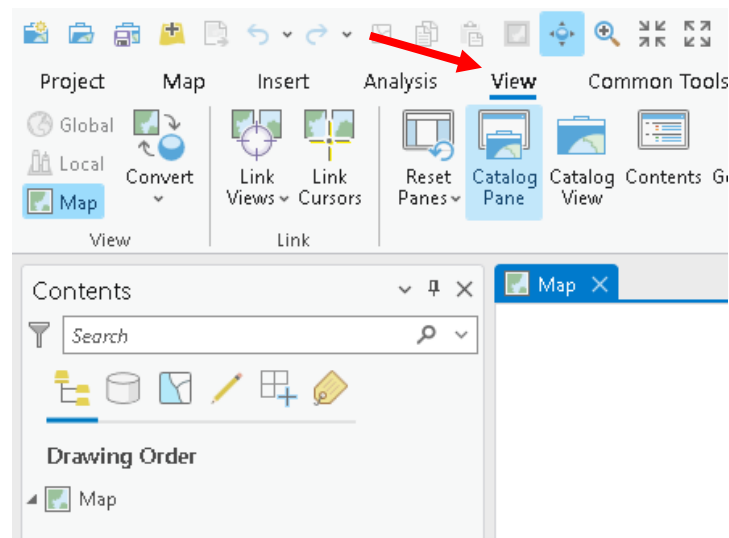 Project Map Insert Analysis View Common Tools
Global
Local
Map
Convert
Link Views
Link Cursors
Reset Panes
Catalog Pane
Catalog View
Contents
View Link
Contents
Map
Search
Drawing Order
Map